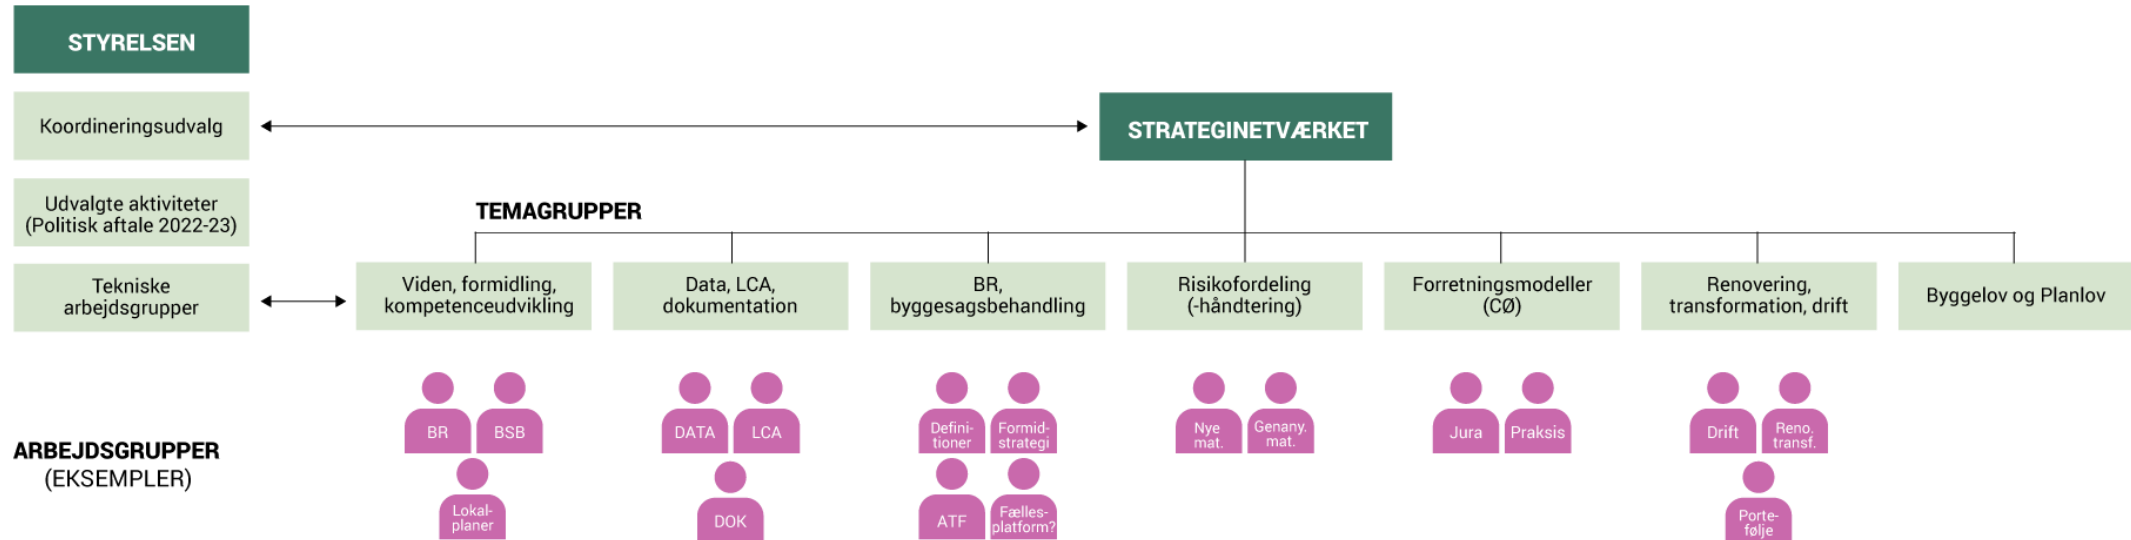 STYRELSEN
Koordineringsudvalg
STRATEGINETVÆRKET
Udvalgte aktiviteter
(Politisk aftale 2022-23)
TEMAGRUPPER
Tekniske
arbejdsgrupper
Viden, formidling,
kompetenceudvikling
Data, LCA,
dokumentation
BR,
byggesagsbehandling
Risikofordeling
(-håndtering)
Forretningsmodeller
(CØ)
Renovering,
transformation, drift
Byggelov og Planlov
ARBEJDSGRUPPER
(EKSEMPLER)
BR
BSB
Lokal-
planer
DATA
LCA
DOK
Defini-
tioner
Formid-
strategi
ATF
Fælles-
platform?
Nye
mat.
Genany.
mat.
Jura
Praksis
Drift
Reno.
transf.
Porte-
følje